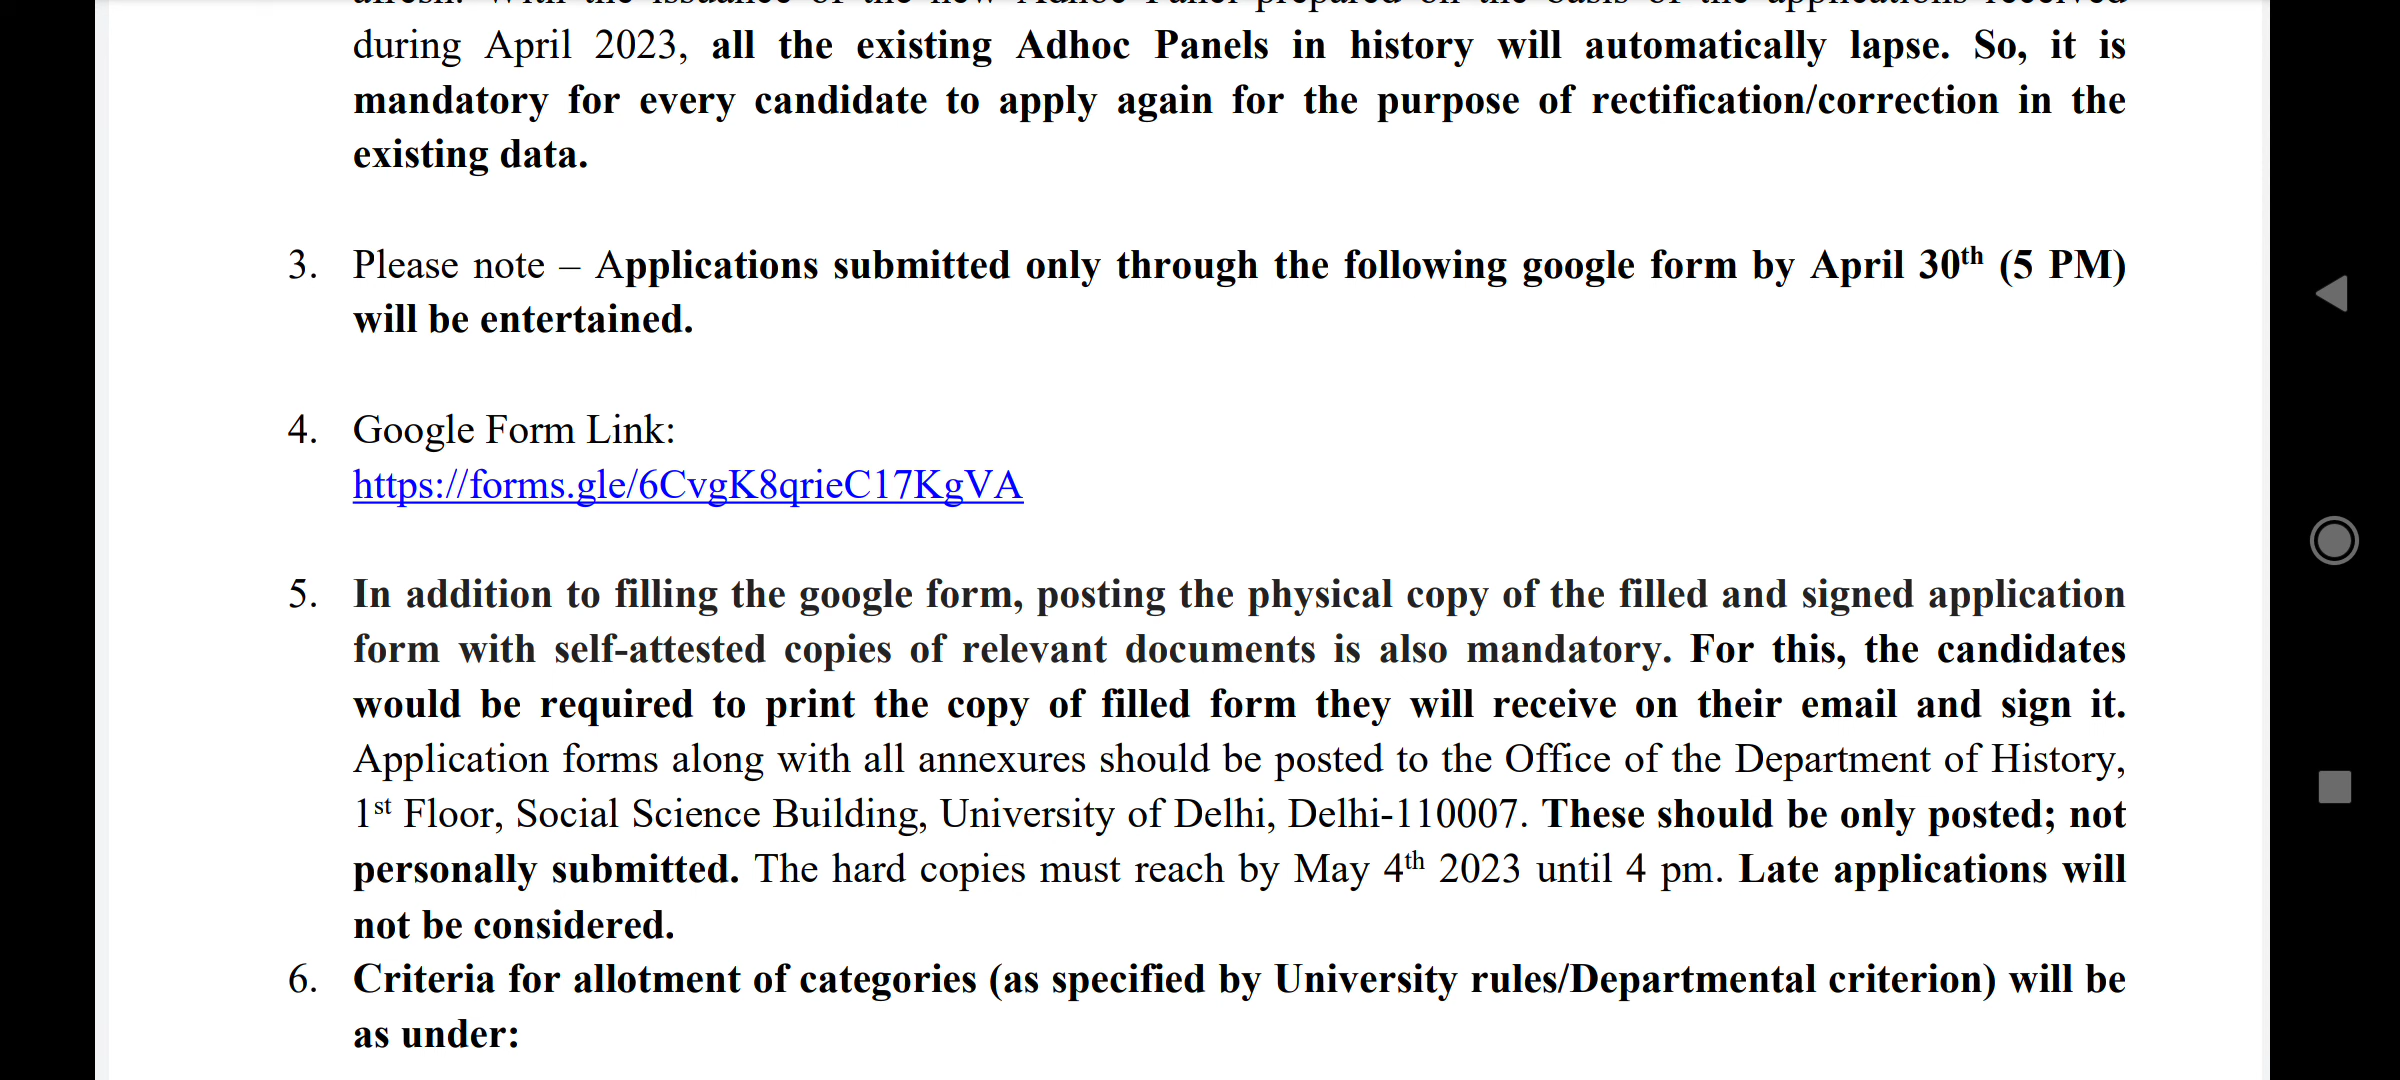 during April 2023, all the existing Adhoc Panels in history will automatically lapse. So, it is
mandatory for every candidate to apply again for the purpose of rectification/correction in the
existing data.
3. Please note – Applications submitted only through the following google form by April 30th (5 PM)
will be entertained.
4. Google Form Link:
https://forms.gle/6CvgK8qrieC17KgVA
5. In addition to filling the google form, posting the physical copy of the filled and signed application
form with self-attested copies of relevant documents is also mandatory. For this, the candidates
would be required to print the copy of filled form they will receive on their email and sign it.
Application forms along with all annexures should be posted to the Office of the Department of History,
1st Floor, Social Science Building, University of Delhi, Delhi-110007. These should be only posted; not
personally submitted. The hard copies must reach by May 4th 2023 until 4 pm. Late applications will
not be considered.
6. Criteria for allotment of categories (as specified by University rules/Departmental criterion) will be
as under: